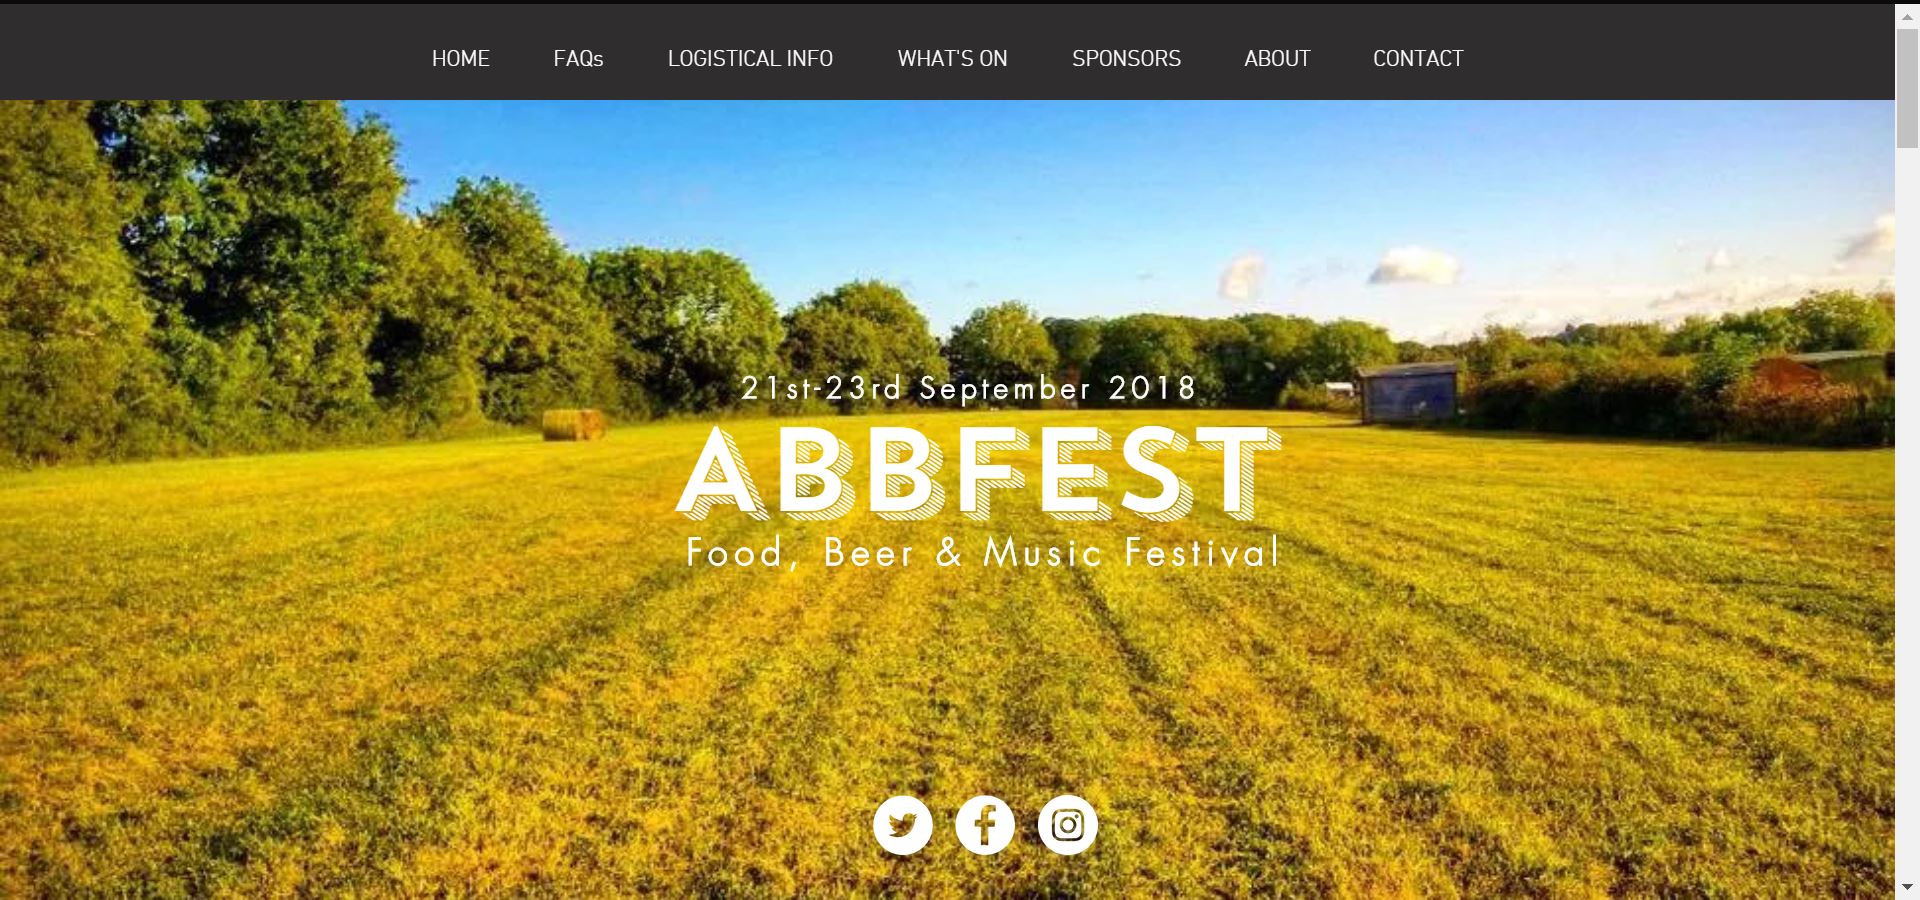 HOME FAQs LOGISTICAL INFO WHAT'S ON SPONSORS ABOUT CONTACT
21st-23rd September 2018
ABBFEST
Food, Beer & Music Festival